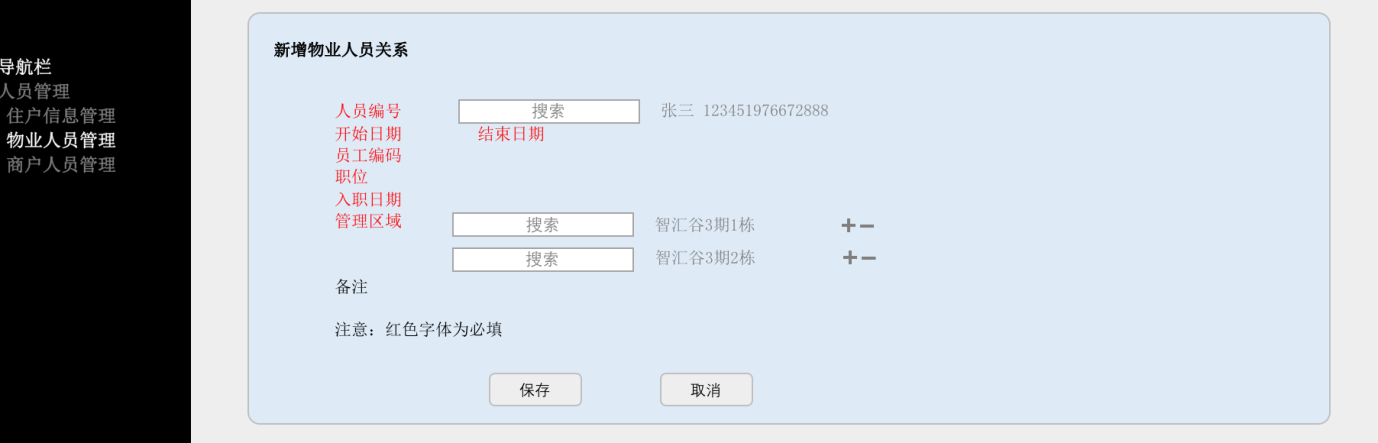 导航栏
人员管理
住户信息管理
物业人员管理
商户人员管理
新增物业人员关系
人员编号 搜索 张三 123451976672888
开始日期 结束日期
员工编码
职位
入职日期
管理区域 搜索 智汇谷3期1栋 +−
搜索 智汇谷3期2栋 +−
备注
注意：红色字体为必填
保存 取消